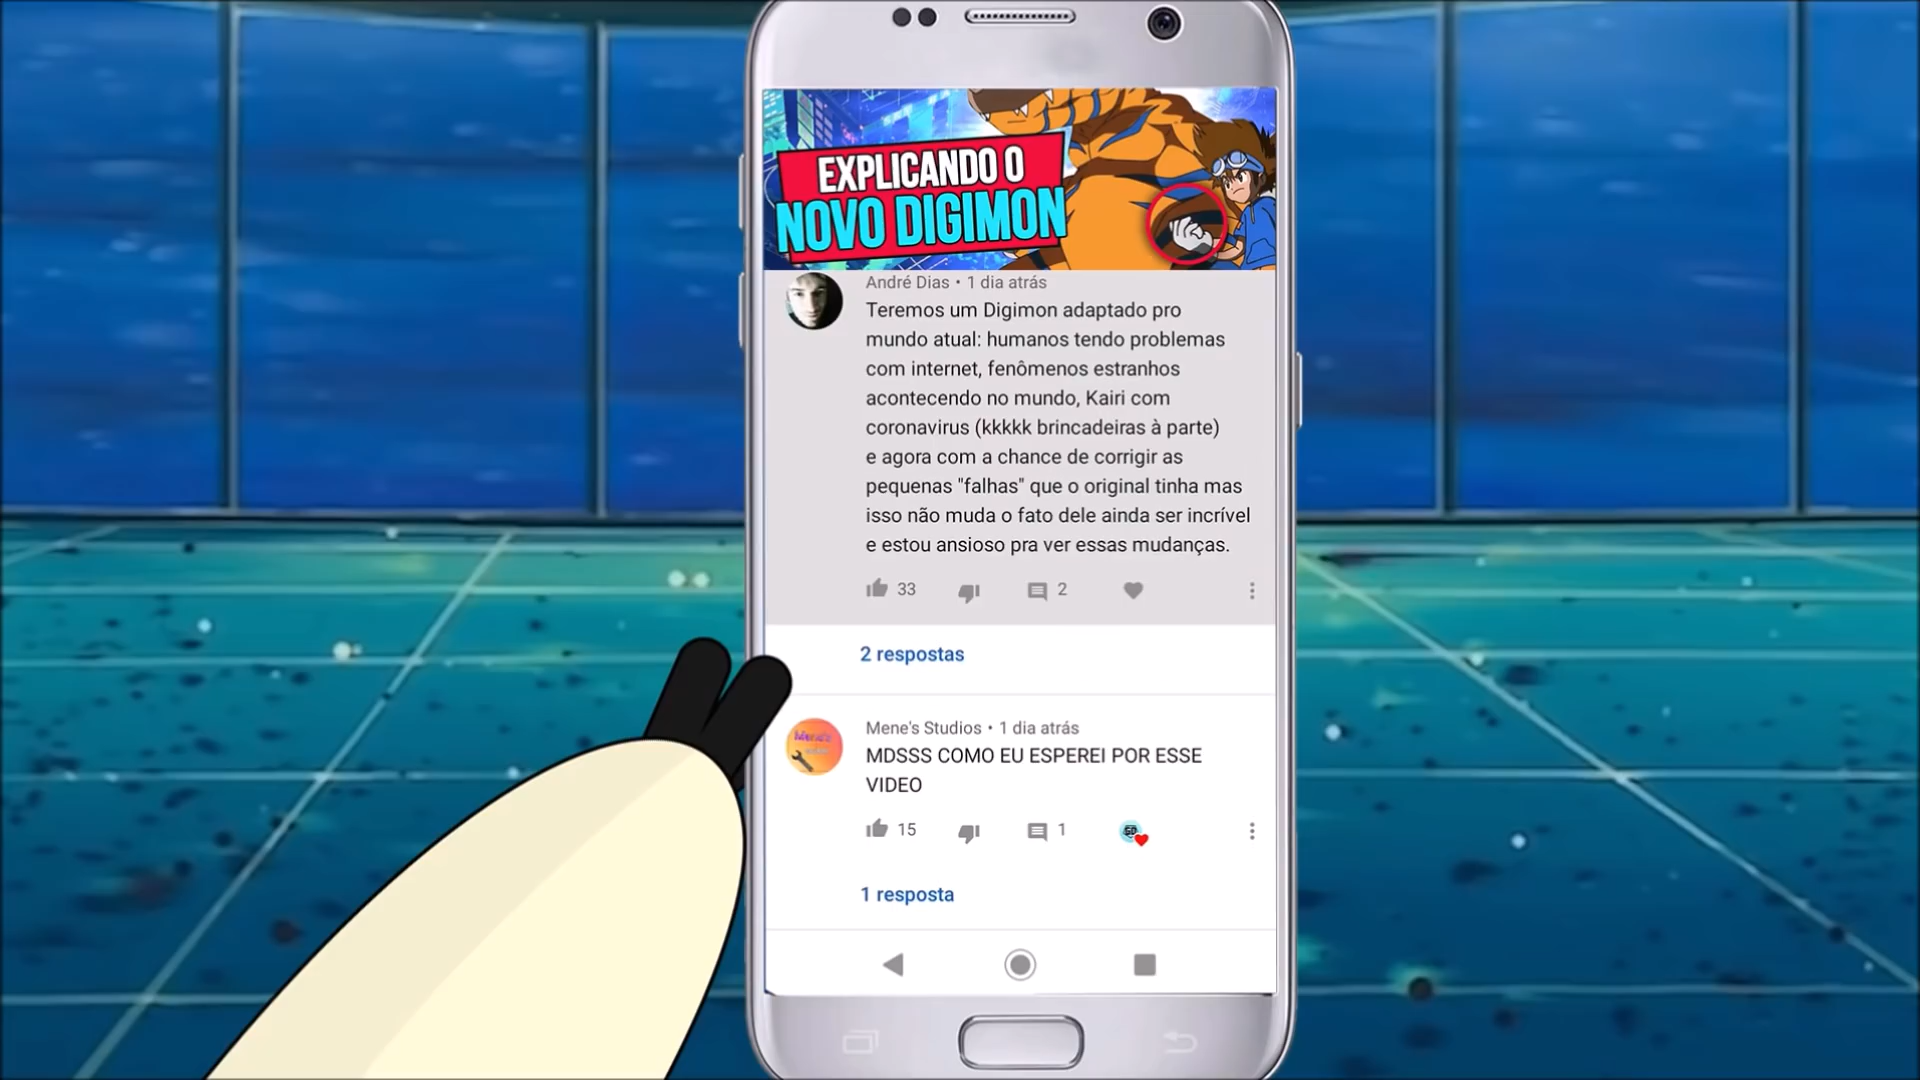 EXPLICANDO O
NOVO DIGIMON
André Dias • 1 dia atrás
Teremos um Digimon adaptado pro
mundo atual: humanos tendo problemas
com internet, fenômenos estranhos
acontecendo no mundo, Kairi com
coronavirus (kkkkk brincadeiras à parte)
e agora com a chance de corrigir as
pequenas "falhas" que o original tinha mas
isso não muda o fato dele ainda ser incrível
e estou ansioso pra ver essas mudanças.
33 2
2 respostas
Mene's Studios • 1 dia atrás
MDSSS COMO EU ESPEREI POR ESSE
VIDEO
15 1
1 resposta